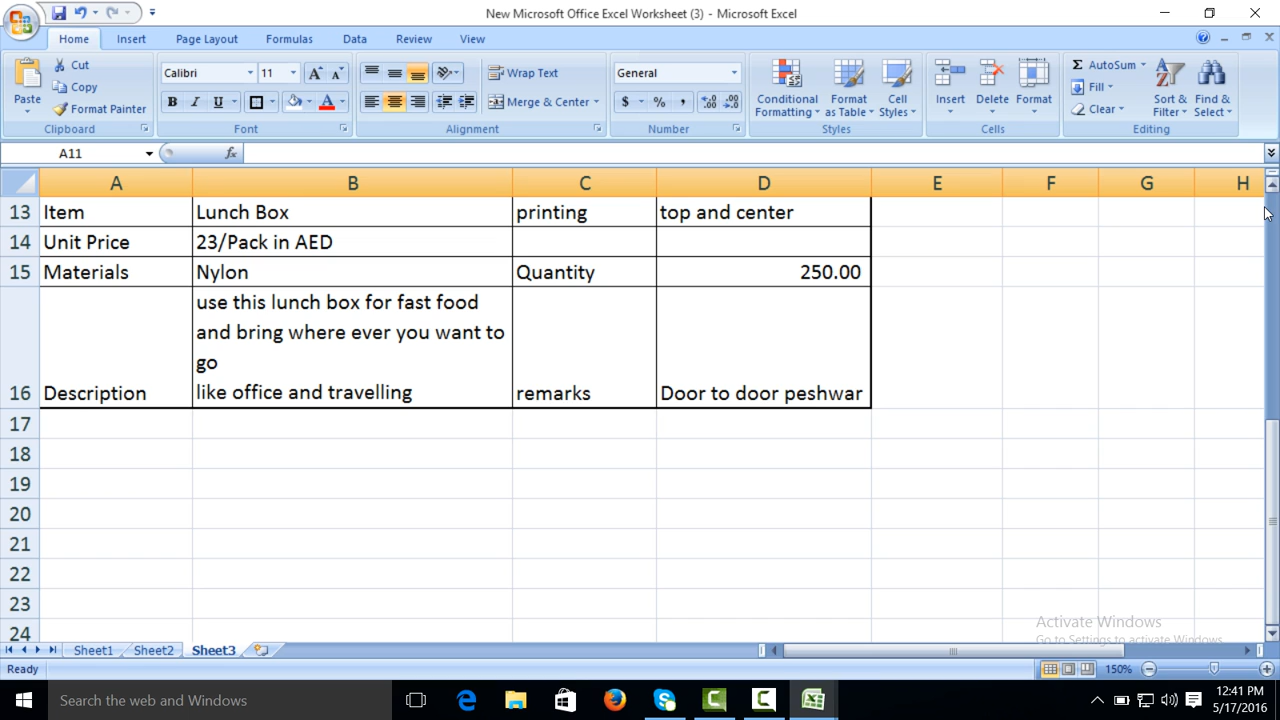 New Microsoft Office Excel Worksheet (3) - Microsoft Excel
Home Insert Page Layout Formulas Data Review View
Paste
Cut
Copy
Format Painter
Clipboard
Calibri 11
B I U
Font
Wrap Text
Merge & Center
Alignment
General
$ % ,
Number
Conditional Formatting
Format as Table
Cell Styles
Styles
Insert Delete Format
Cells
Σ AutoSum
Fill
Clear
Sort & Filter
Find & Select
Editing
A11 fx
A B C D E F G H
13 Item Lunch Box printing top and center
14 Unit Price 23/Pack in AED
15 Materials Nylon Quantity 250.00
use this lunch box for fast food
and bring where ever you want to
go
16 Description like office and travelling remarks Door to door peshwar
17
18
19
20
21
22
23
24
Activate Windows
Go to Settings to activate Windows.
Sheet1 Sheet2 Sheet3
Ready 150%
Search the web and Windows
12:41 PM
5/17/2016